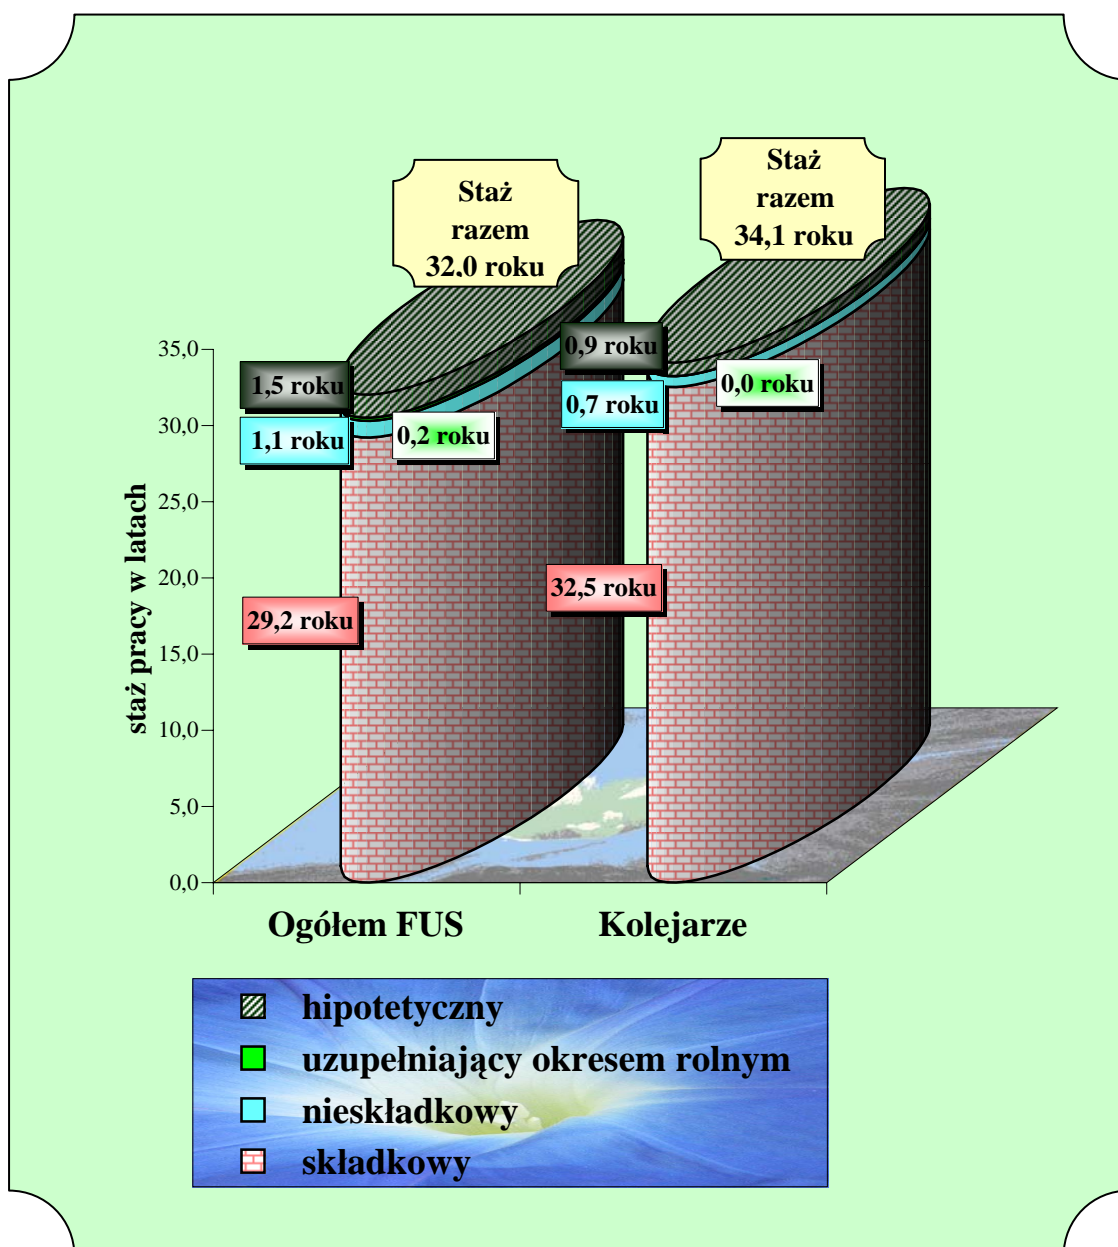 Staż
razem
32,0 roku
Staż
razem
34,1 roku
staż pracy w latach
35,0
30,0
25,0
20,0
15,0
10,0
5,0
0,0
1,5 roku
1,1 roku
0,2 roku
29,2 roku
0,9 roku
0,7 roku
0,0 roku
32,5 roku
Ogółem FUS
Kolejarze
hipotetyczny
uzupełniający okresem rolnym
nieskładkowy
składkowy